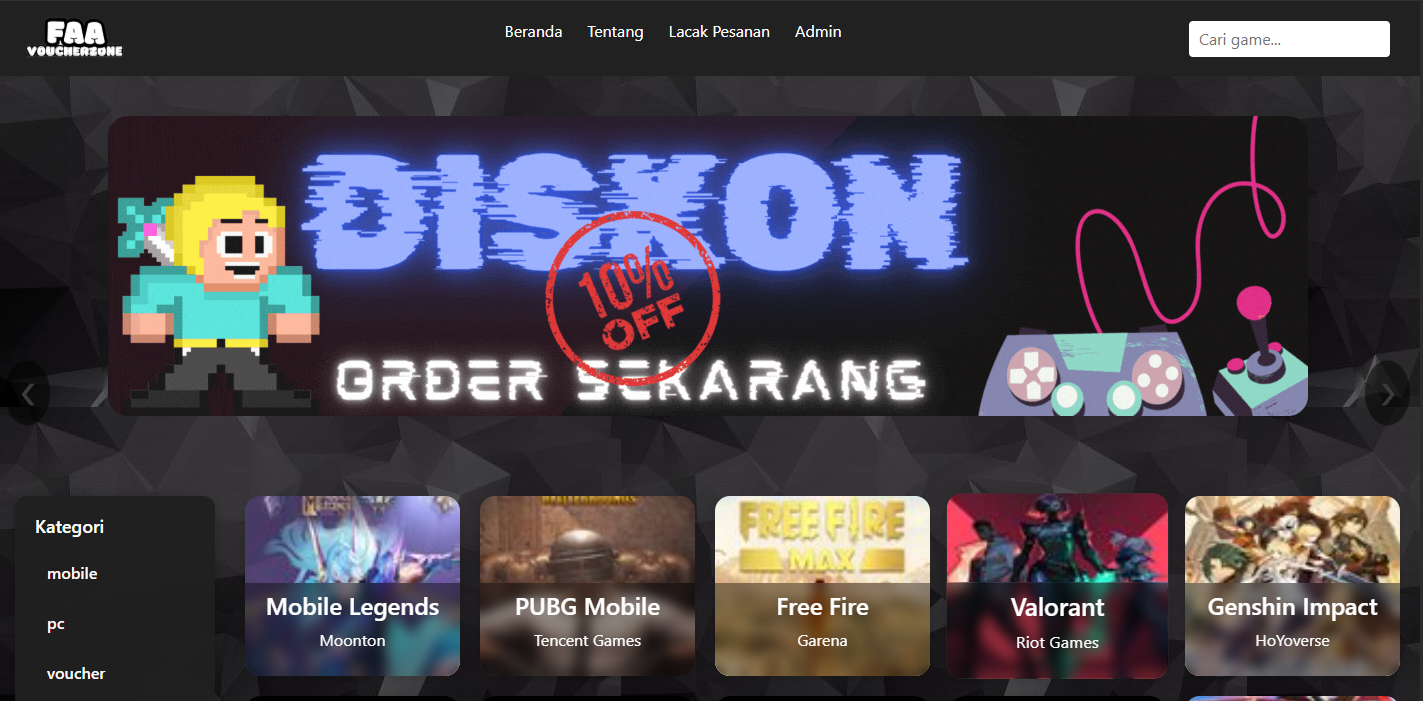 FAA
VOUCHERZONE
Beranda
Tentang
Lacak Pesanan
Admin
Cari game...
DISKON
10%
OFF
ORDER SEKARANG
❮
❯
Kategori
mobile
pc
voucher
Mobile Legends
Moonton
PUBG Mobile
Tencent Games
FREE FIRE
MAX
Free Fire
Garena
Valorant
Riot Games
Genshin Impact
HoYoverse